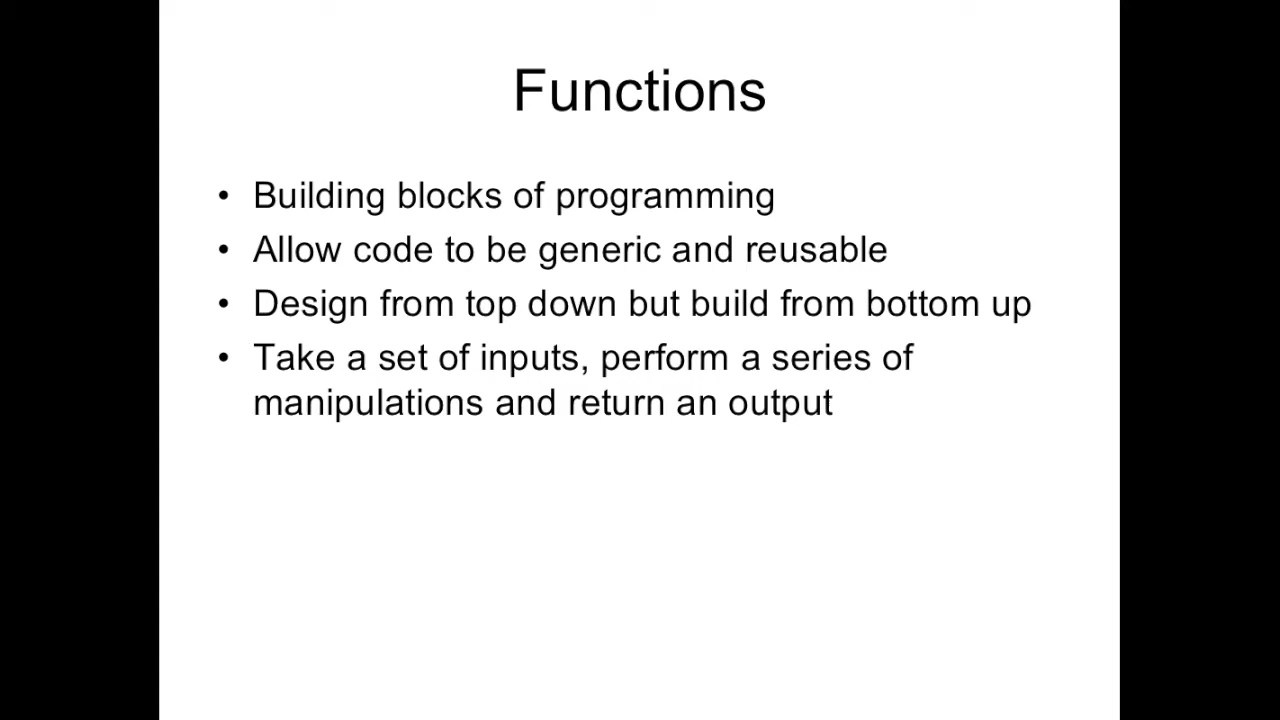 Functions
• Building blocks of programming
• Allow code to be generic and reusable
• Design from top down but build from bottom up
• Take a set of inputs, perform a series of
manipulations and return an output